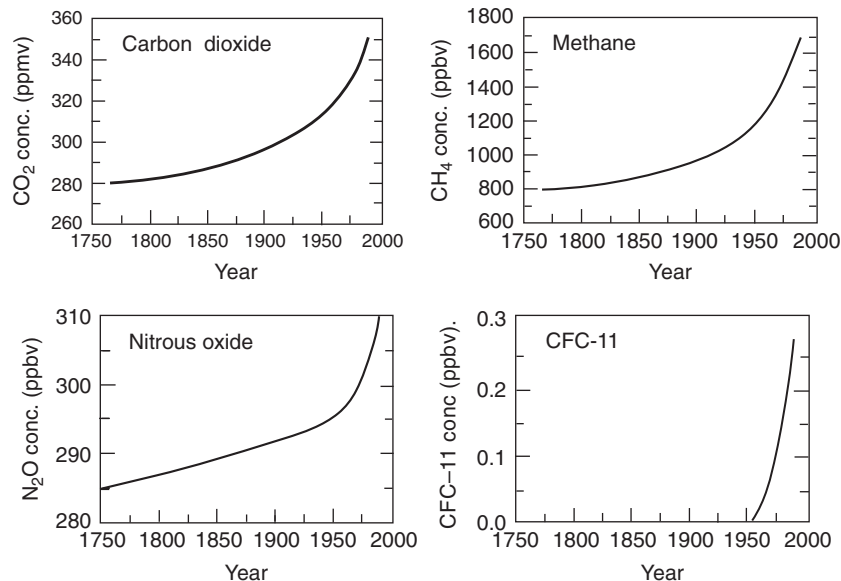 Carbon dioxide
CO₂ conc. (ppmv)
360
340
320
300
280
260
1750 1800 1850 1900 1950 2000
Year
Methane
CH₄ conc. (ppbv)
1800
1600
1400
1200
1000
800
600
1750 1800 1850 1900 1950 2000
Year
Nitrous oxide
N₂O conc. (ppbv)
310
300
290
280
1750 1800 1850 1900 1950 2000
Year
CFC-11
CFC–11 conc (ppbv).
0.3
0.2
0.1
0.0
1750 1800 1850 1900 1950 2000
Year